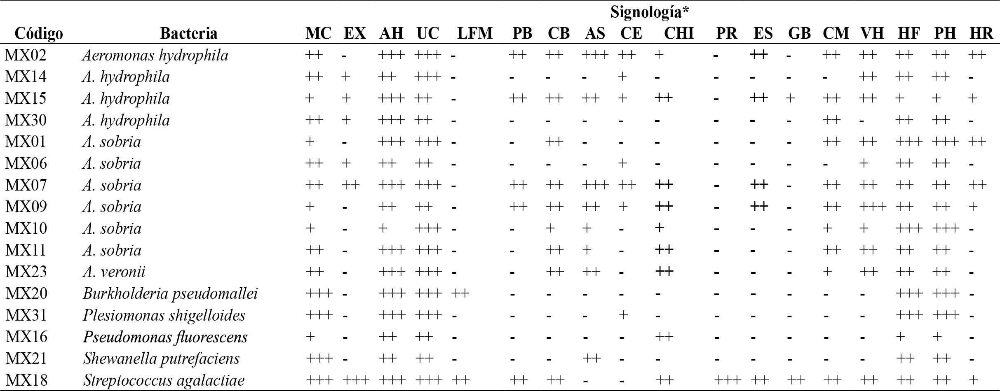 Signología*
Código Bacteria MC EX AH UC LFM PB CB AS CE CHI PR ES GB CM VH HF PH HR
MX02 Aeromonas hydrophila ++ - +++ +++ - ++ ++ +++ ++ + - ++ - ++ ++ ++ ++ ++
MX14 A. hydrophila ++ + ++ +++ - - - - + - - - - - ++ ++ ++ -
MX15 A. hydrophila + + +++ ++ - ++ ++ ++ + ++ - ++ + ++ ++ + + +
MX30 A. hydrophila ++ + +++ ++ - - - - - - - - - ++ - ++ ++ -
MX01 A. sobria + - +++ +++ - - ++ - - - - - - ++ ++ +++ +++ ++
MX06 A. sobria ++ + ++ ++ - - - - + - - - - - + ++ ++ -
MX07 A. sobria ++ ++ +++ +++ - ++ ++ +++ ++ ++ - ++ - ++ ++ ++ ++ ++
MX09 A. sobria + - ++ ++ - ++ ++ ++ + ++ - ++ - ++ +++ ++ ++ +
MX10 A. sobria + - + +++ - - + + - + - - - + + +++ +++ -
MX11 A. sobria ++ - +++ +++ - - ++ + - ++ - - - ++ ++ ++ ++ -
MX23 A. veronii ++ - +++ +++ - - ++ ++ - ++ - - - + ++ ++ ++ -
MX20 Burkholderia pseudomallei +++ - +++ +++ ++ - - - - - - - - - - +++ +++ -
MX31 Plesiomonas shigelloides +++ - +++ +++ - - - - + - - - - - - +++ +++ -
MX16 Pseudomonas fluorescens + - ++ ++ - - - - - ++ - - - - - + + -
MX21 Shewanella putrefaciens +++ - ++ ++ - - - ++ - - - - - - - ++ ++ -
MX18 Streptococcus agalactiae +++ +++ +++ +++ ++ ++ ++ - - ++ +++ ++ ++ ++ ++ ++ ++ +